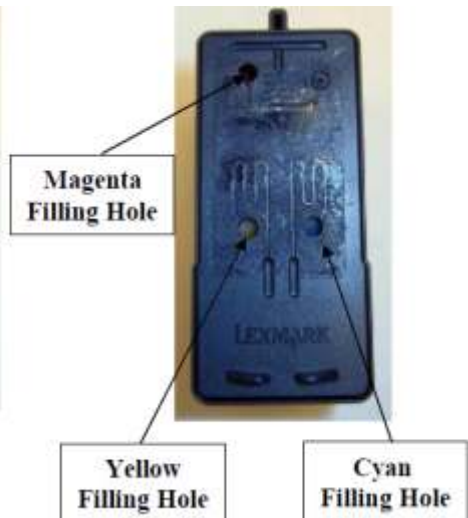 Magenta
Filling Hole
LEXMARK
Yellow
Filling Hole
Cyan
Filling Hole